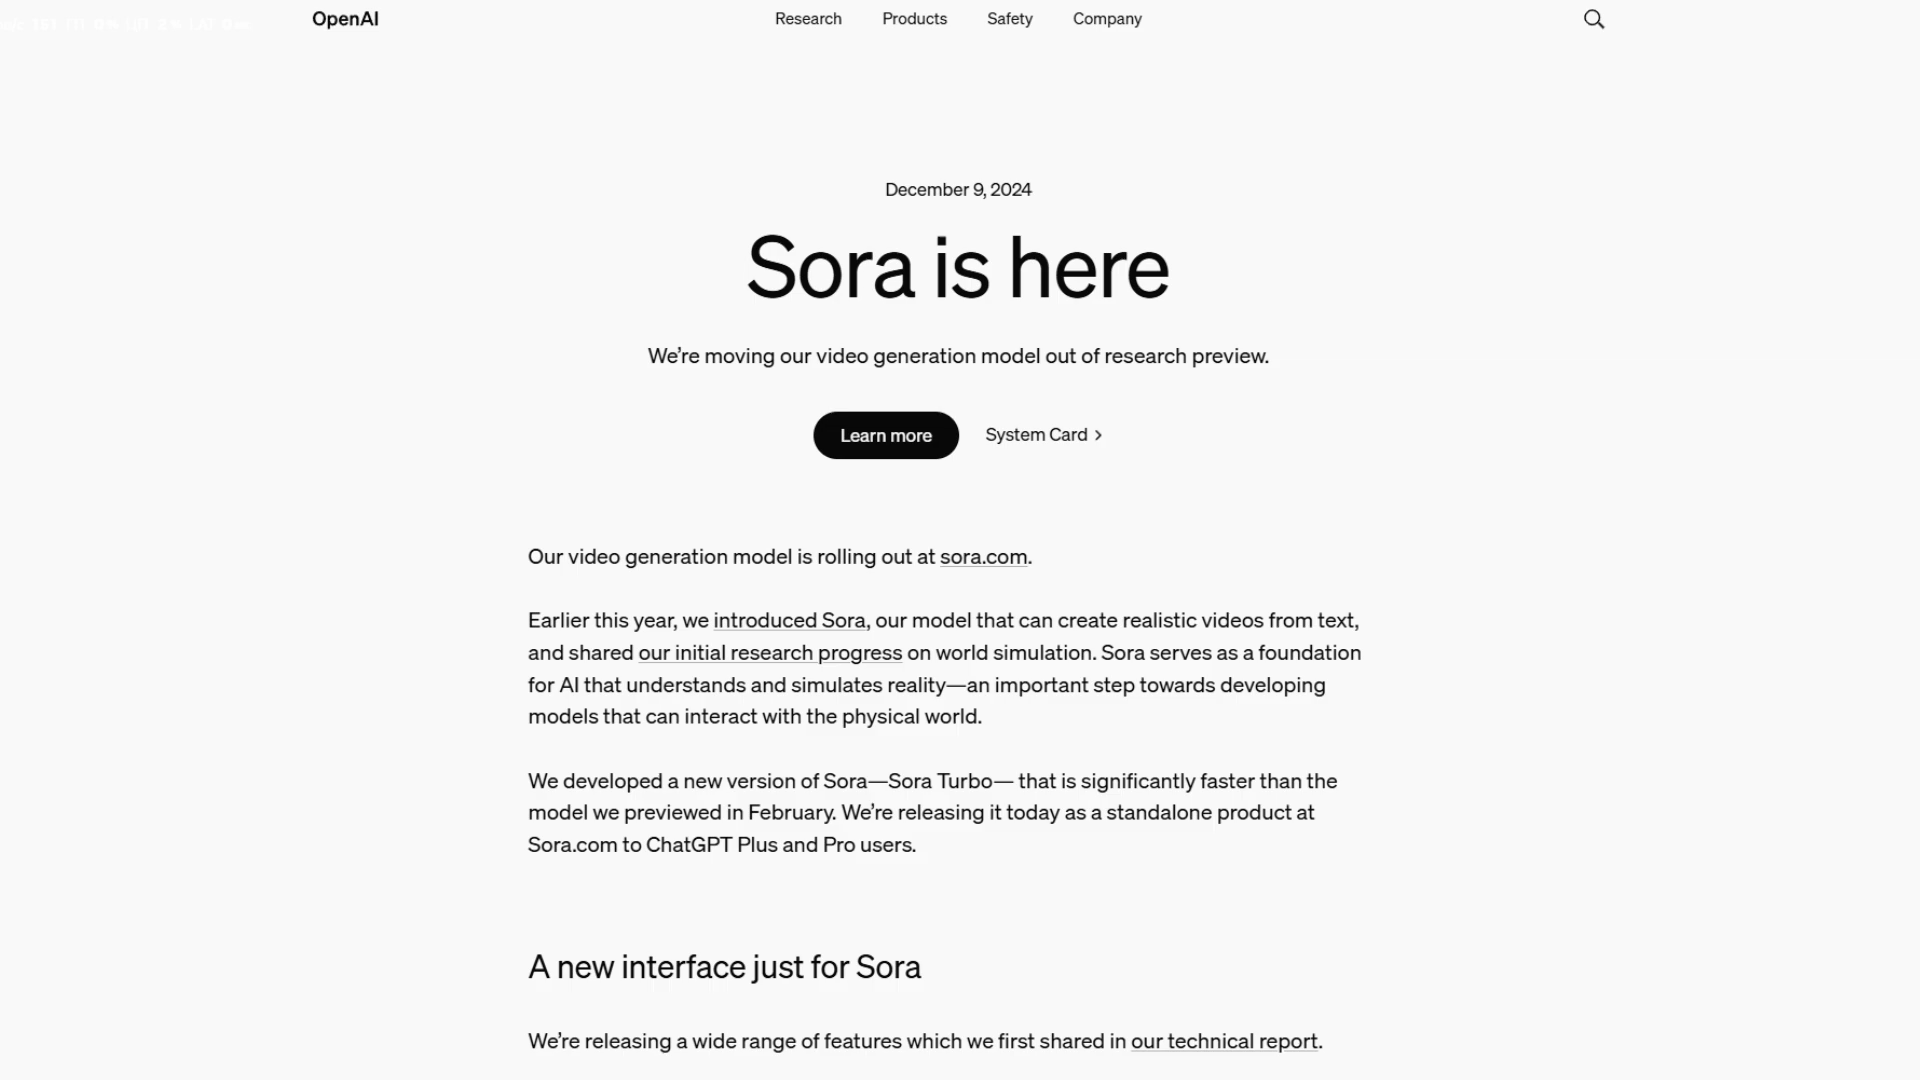 OpenAI
Research
Products
Safety
Company
December 9, 2024
Sora is here
We’re moving our video generation model out of research preview.
Learn more
System Card
Our video generation model is rolling out at sora.com.
Earlier this year, we introduced Sora, our model that can create realistic videos from text,
and shared our initial research progress on world simulation. Sora serves as a foundation
for AI that understands and simulates reality—an important step towards developing
models that can interact with the physical world.
We developed a new version of Sora—Sora Turbo— that is significantly faster than the
model we previewed in February. We’re releasing it today as a standalone product at
Sora.com to ChatGPT Plus and Pro users.
A new interface just for Sora
We’re releasing a wide range of features which we first shared in our technical report.